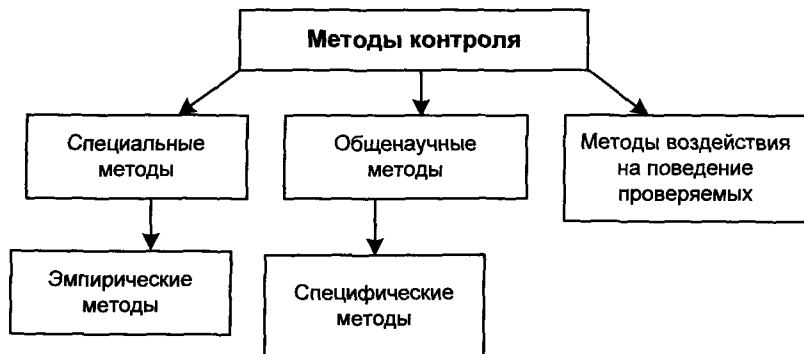 Методы контроля
Специальные
методы
Общенаучные
методы
Методы воздействия
на поведение
проверяемых
Эмпирические
методы
Специфические
методы